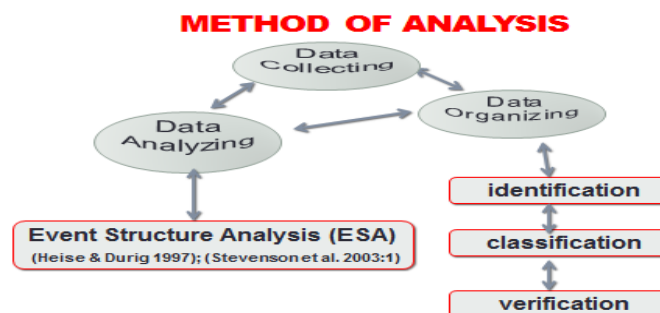 METHOD OF ANALYSIS
Data
Collecting
Data
Organizing
Data
Analyzing
identification
Event Structure Analysis (ESA)
(Heise & Durig 1997); (Stevenson et al. 2003:1)
classification
verification